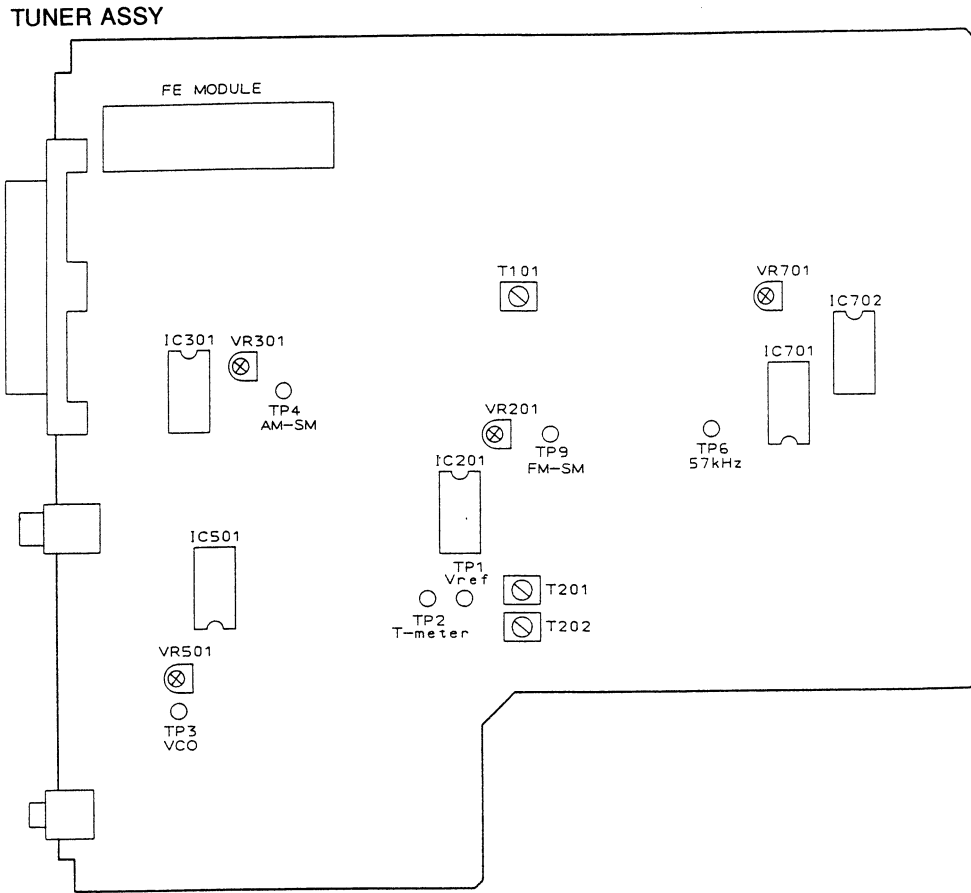 TUNER ASSY
FE MODULE
T101
VR701
IC702
IC301
VR301
IC701
TP4
AM-SM
VR201
TP9
FM-SM
TP6
57kHz
IC201
IC501
TP1
Vref
T201
TP2
T-meter
T202
VR501
TP3
VCO